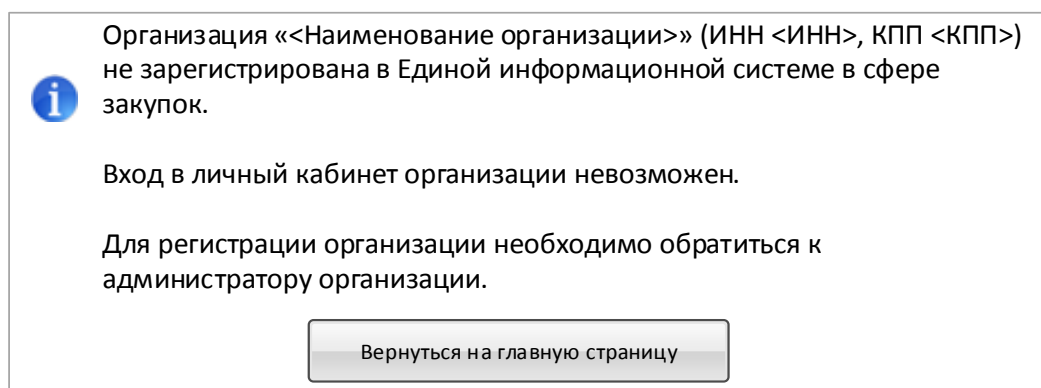 Организация «<Наименование организации>» (ИНН <ИНН>, КПП <КПП>)
не зарегистрирована в Единой информационной системе в сфере
закупок.
Вход в личный кабинет организации невозможен.
Для регистрации организации необходимо обратиться к
администратору организации.
Вернуться на главную страницу